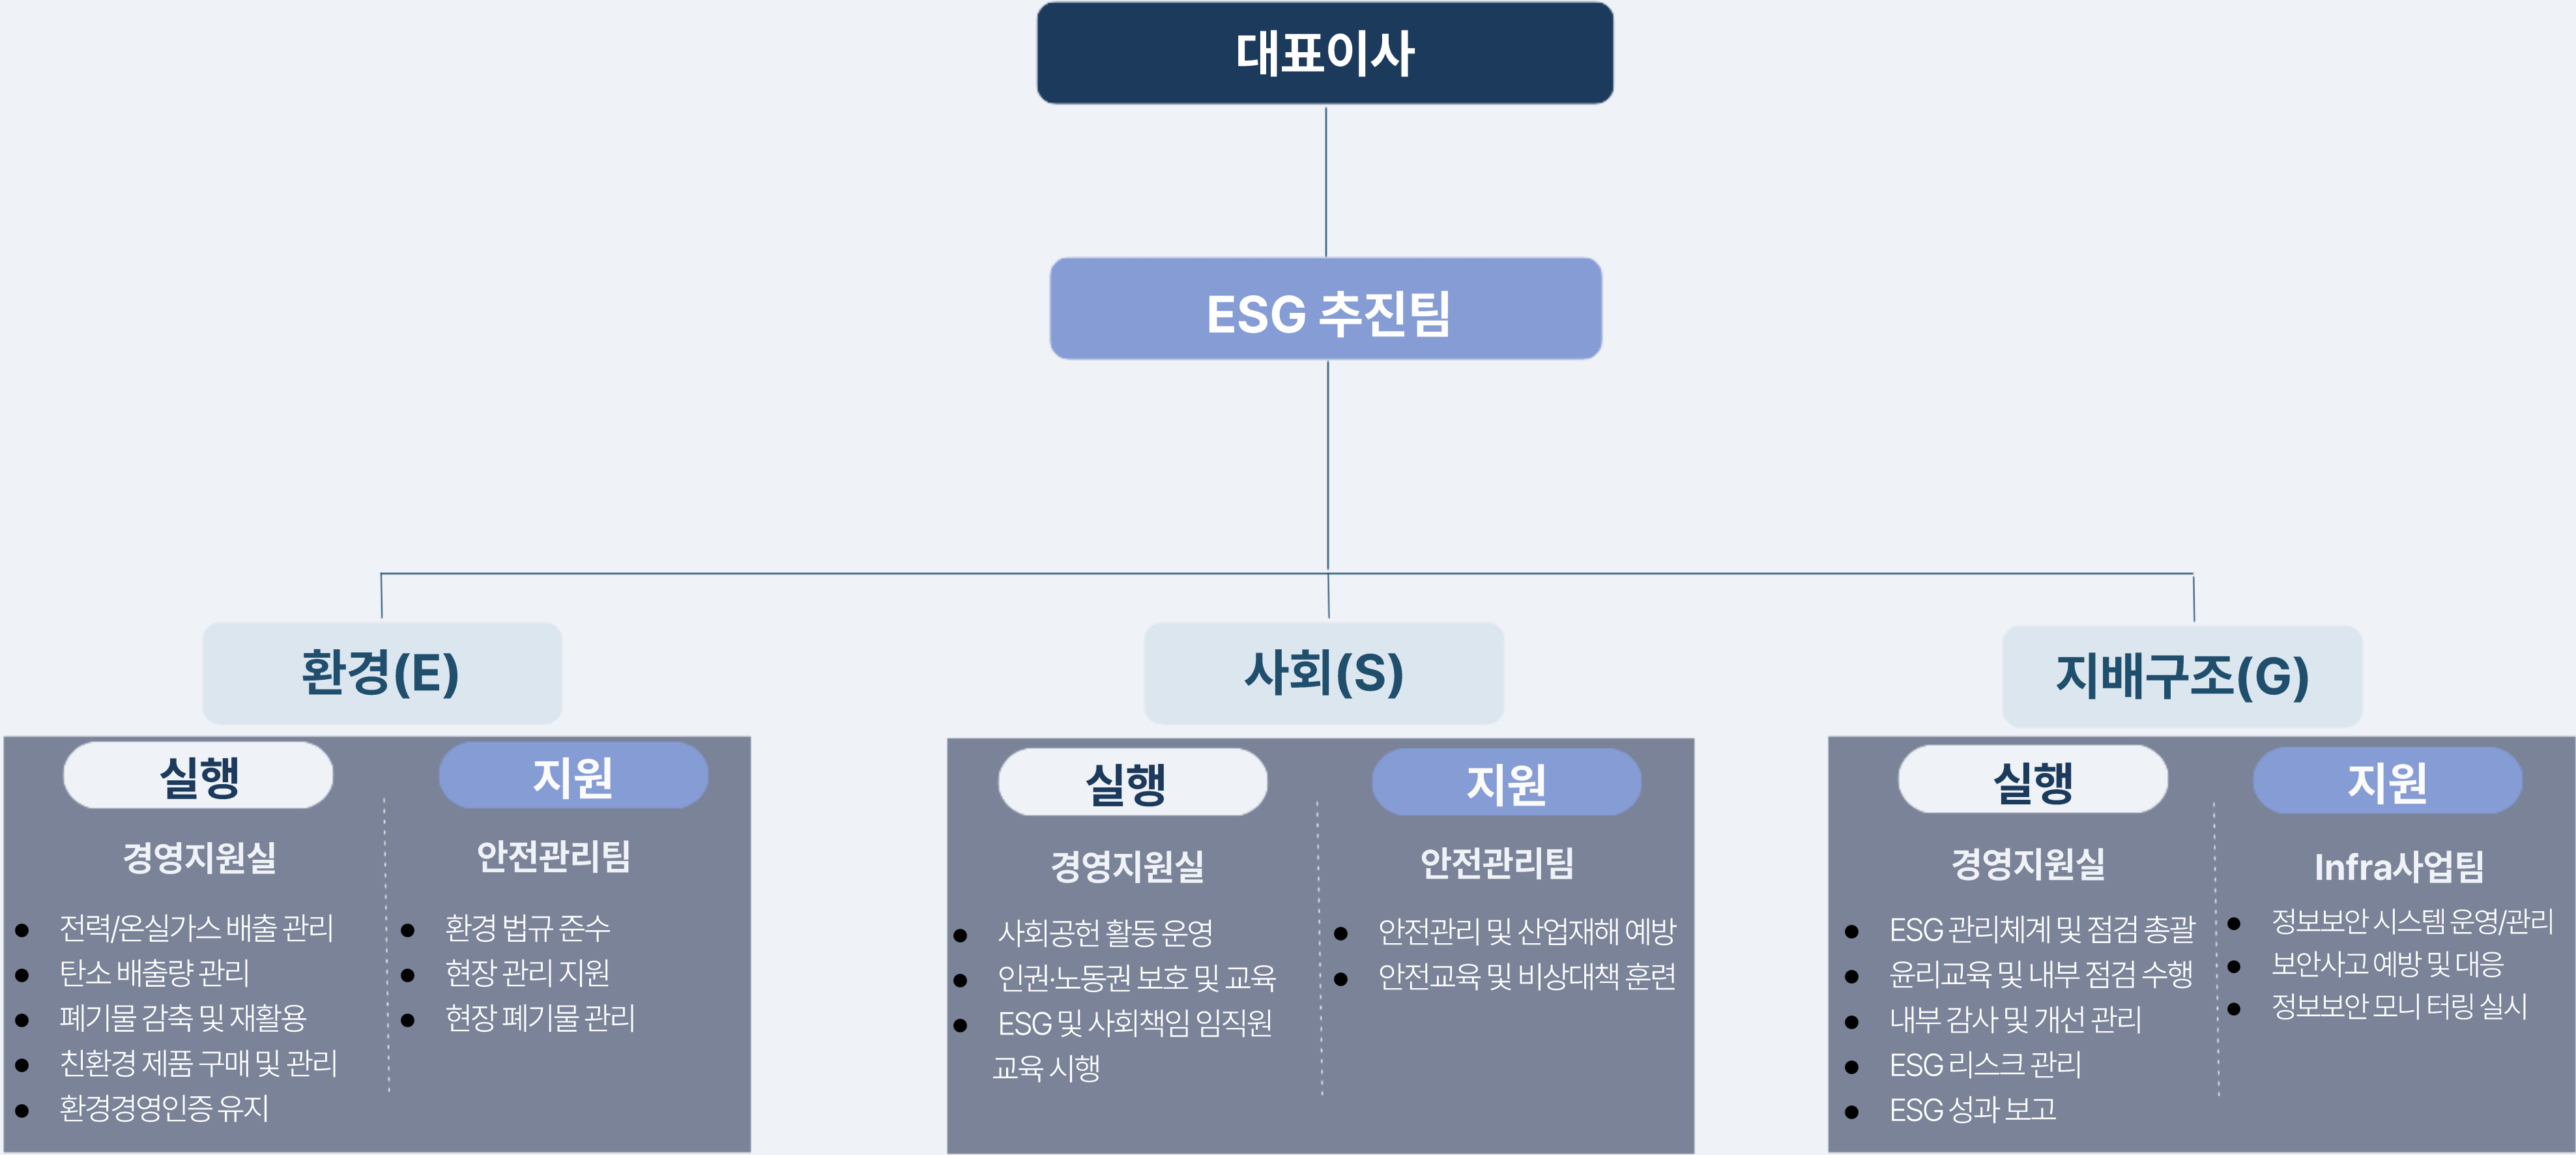 대표이사
ESG 추진팀
환경(E)
실행
경영지원실
전력/온실가스 배출 관리
탄소 배출량 관리
폐기물 감축 및 재활용
친환경 제품 구매 및 관리
환경경영인증 유지
지원
안전관리팀
환경 법규 준수
현장 관리 지원
현장 폐기물 관리
사회(S)
실행
경영지원실
사회공헌 활동 운영
인권·노동권 보호 및 교육
ESG 및 사회책임 임직원
교육 시행
지원
안전관리팀
안전관리 및 산업재해 예방
안전교육 및 비상대책 훈련
지배구조(G)
실행
경영지원실
ESG 관리체계 및 점검 총괄
윤리교육 및 내부 점검 수행
내부 감사 및 개선 관리
ESG 리스크 관리
ESG 성과 보고
지원
Infra사업팀
정보보안 시스템 운영/관리
보안사고 예방 및 대응
정보보안 모니 터링 실시